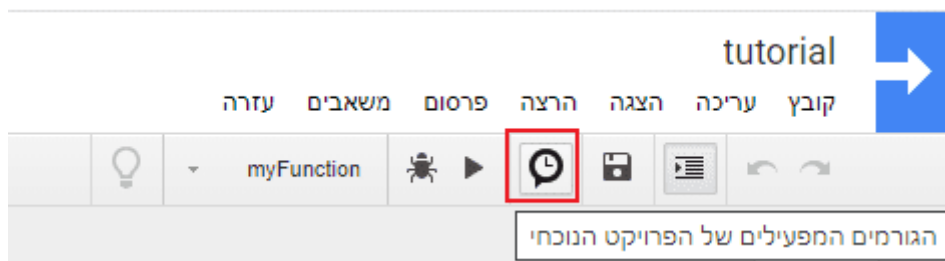 tutorial
קובץ עריכה הצגה הרצה פרסום משאבים עזרה
myFunction
הגורמים המפעילים של הפרויקט הנוכחי